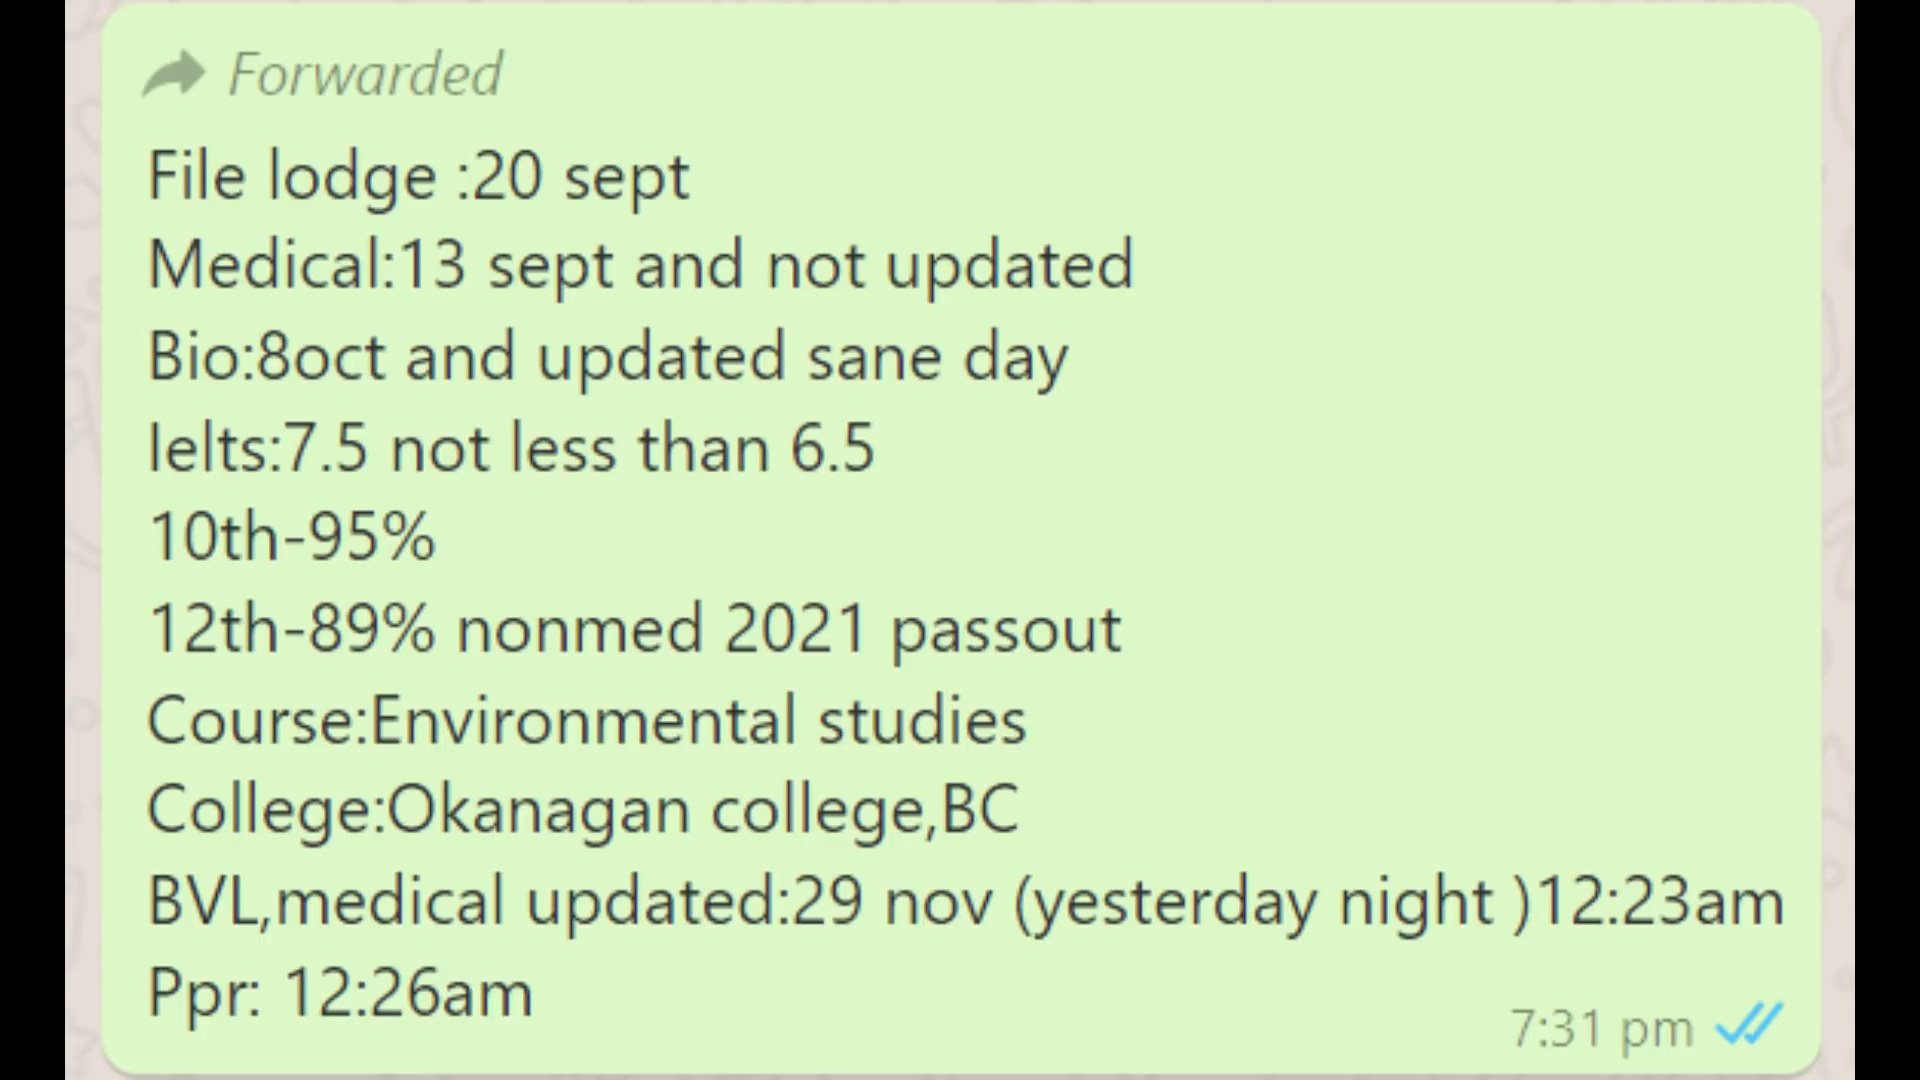 Forwarded
File lodge :20 sept
Medical:13 sept and not updated
Bio:8oct and updated sane day
Ielts:7.5 not less than 6.5
10th-95%
12th-89% nonmed 2021 passout
Course:Environmental studies
College:Okanagan college,BC
BVL,medical updated:29 nov (yesterday night )12:23am
Ppr: 12:26am
7:31 pm